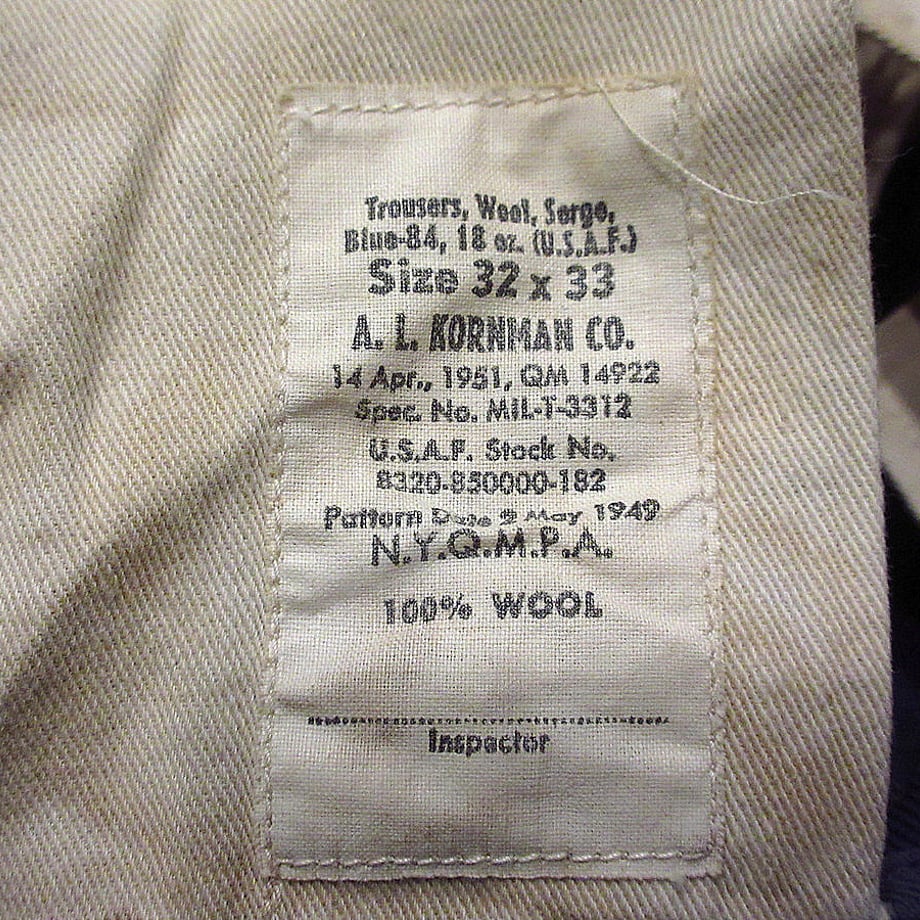 Trousers, Wool, Serge,
Blue-84, 18 oz. (U.S.A.F.)
Size 32 x 33
A. L. KORNMAN CO.
14 Apr., 1951, QM 14922
Spec. No. MIL-T-3312
U.S.A.F. Stock No.
8320-850000-182
Pattern Date 2 May 1949
N.Y.Q.M.P.A.
100% WOOL
Inspector